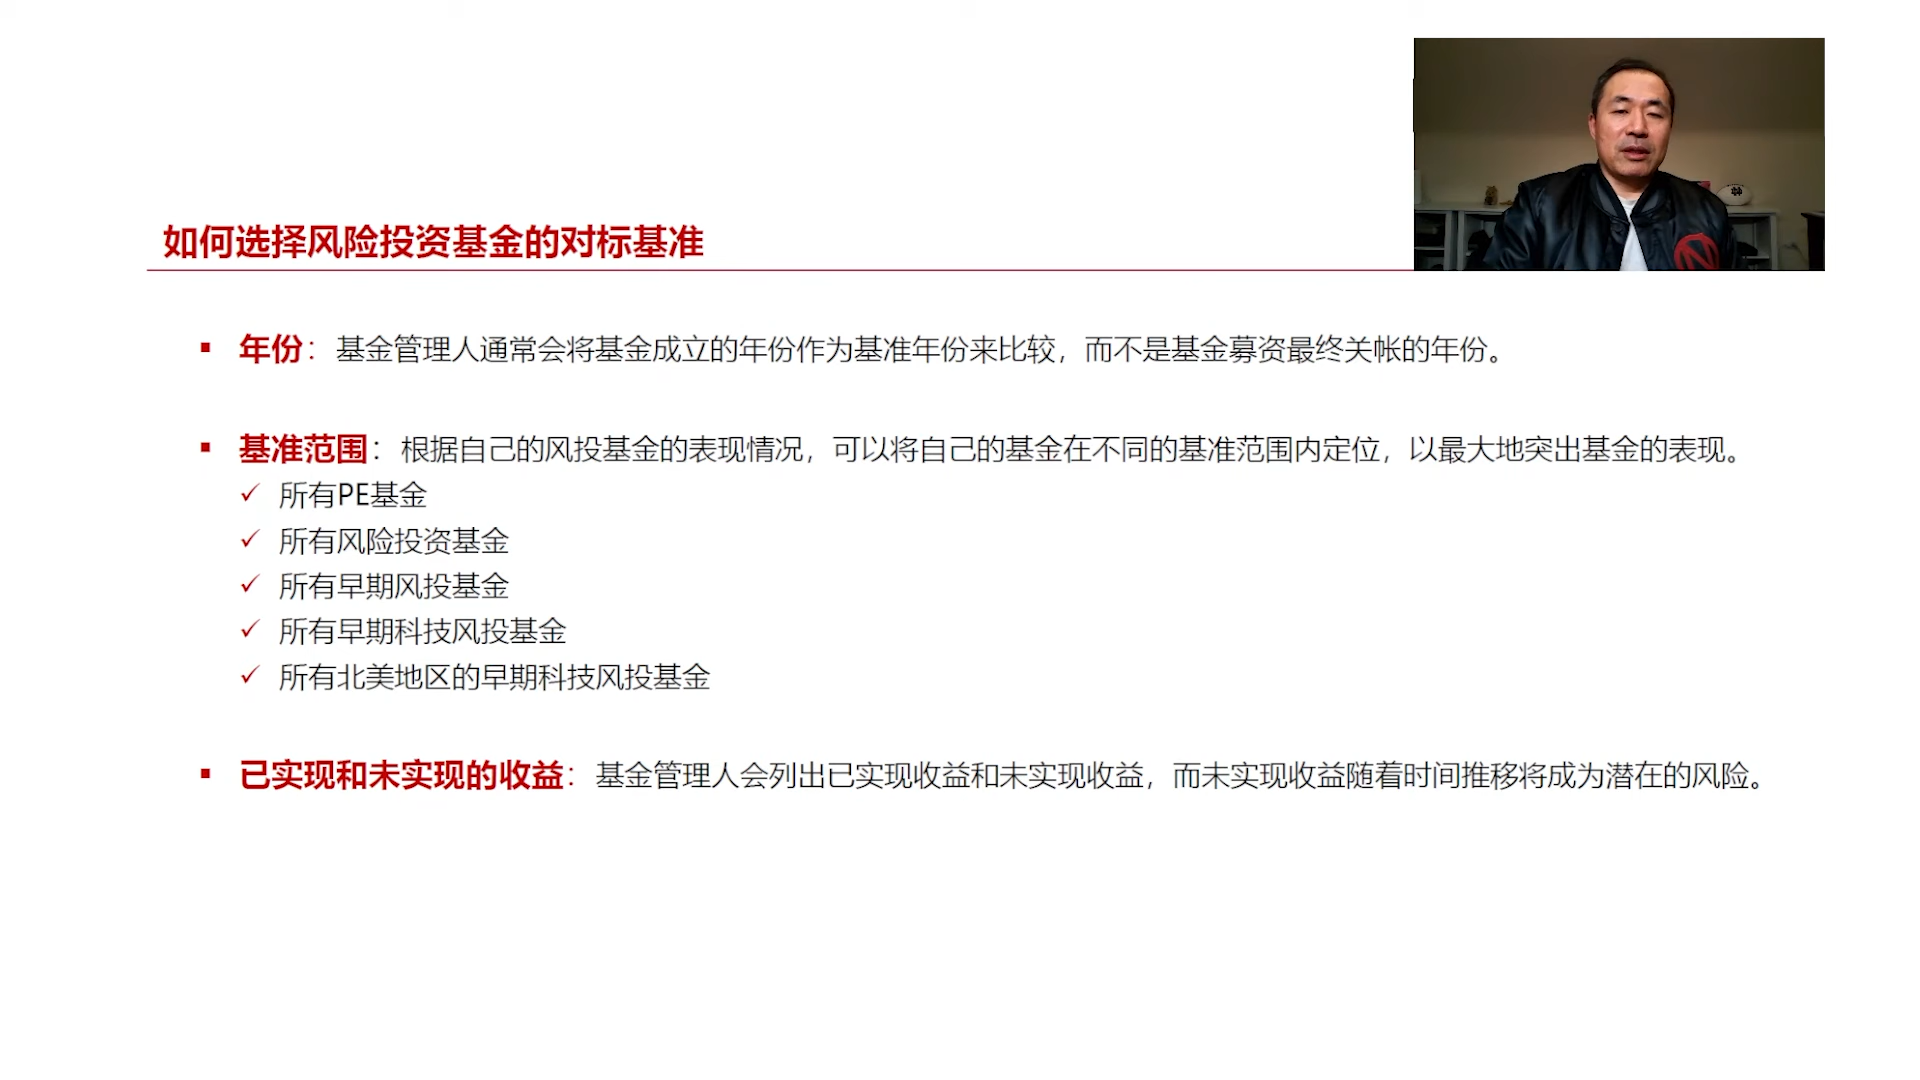 如何选择风险投资基金的对标基准
年份：基金管理人通常会将基金成立的年份作为基准年份来比较，而不是基金募资最终关帐的年份。
基准范围：根据自己的风投基金的表现情况，可以将自己的基金在不同的基准范围内定位，以最大地突出基金的表现。
所有PE基金
所有风险投资基金
所有早期风投基金
所有早期科技风投基金
所有北美地区的早期科技风投基金
已实现和未实现的收益：基金管理人会列出已实现收益和未实现收益，而未实现收益随着时间推移将成为潜在的风险。